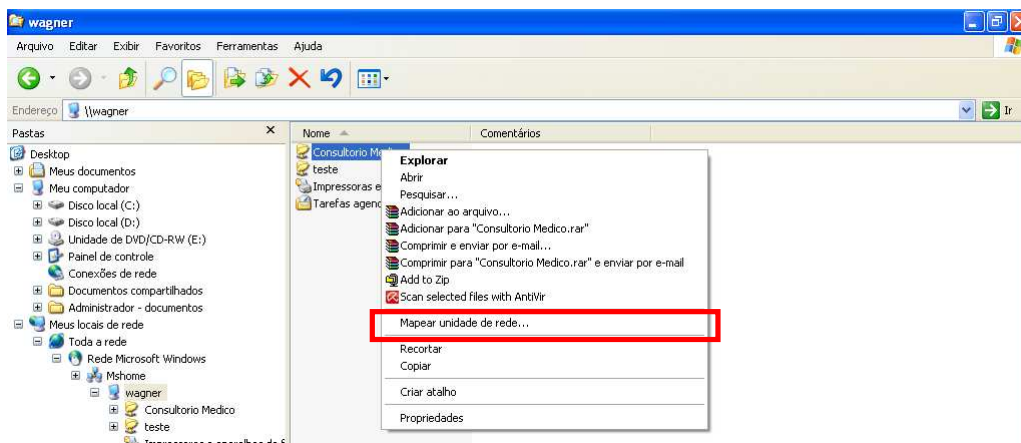 wagner
Arquivo Editar Exibir Favoritos Ferramentas Ajuda
Endereço \\wagner Ir
Pastas
Desktop
Meus documentos
Meu computador
Disco local (C:)
Disco local (D:)
Unidade de DVD/CD-RW (E:)
Painel de controle
Conexões de rede
Documentos compartilhados
Administrador - documentos
Meus locais de rede
Toda a rede
Rede Microsoft Windows
Mshome
wagner
Consultorio Medico
teste
Nome Comentários
Consultorio
teste
Impressoras e
Tarefas
Explorar
Abrir
Pesquisar...
Adicionar ao arquivo...
Adicionar para "Consultorio Medico.rar"
Comprimir e enviar por e-mail...
Comprimir para "Consultorio Medico.rar" e enviar por e-mail
Add to Zip
Scan selected files with AntiVir
Mapear unidade de rede...
Recortar
Copiar
Criar atalho
Propriedades